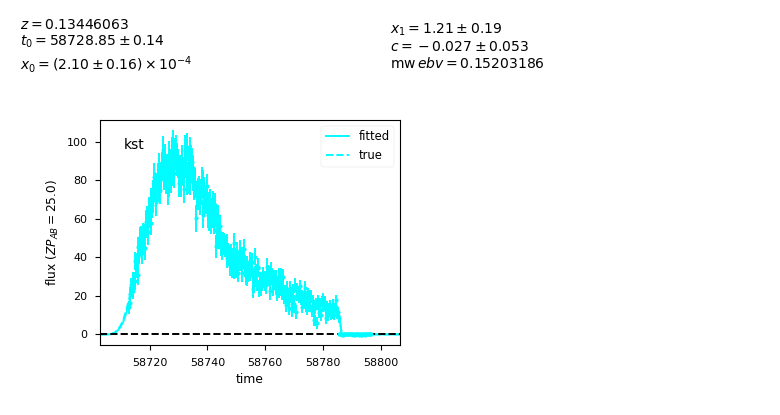 z = 0.13446063
t₀ = 58728.85 ± 0.14
x₀ = (2.10 ± 0.16) × 10⁻⁴
x₁ = 1.21 ± 0.19
c = −0.027 ± 0.053
mw ebv = 0.15203186
kst
fitted
true
100
80
60
40
20
0
flux (ZP_AB = 25.0)
58720 58740 58760 58780 58800
time